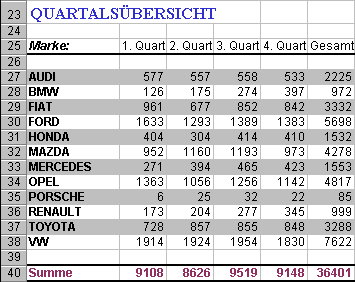 23 QUARTALSÜBERSICHT
24
25 Marke: 1. Quart 2. Quart 3. Quart 4. Quart Gesamt
26
27 AUDI 577 557 558 533 2225
28 BMW 126 175 274 397 972
29 FIAT 961 677 852 842 3332
30 FORD 1633 1293 1389 1383 5698
31 HONDA 404 304 414 410 1532
32 MAZDA 952 1160 1193 973 4278
33 MERCEDES 271 394 465 423 1553
34 OPEL 1363 1056 1256 1142 4817
35 PORSCHE 6 25 32 22 85
36 RENAULT 173 204 277 345 999
37 TOYOTA 728 857 855 848 3288
38 VW 1914 1924 1954 1830 7622
39
40 Summe 9108 8626 9519 9148 36401